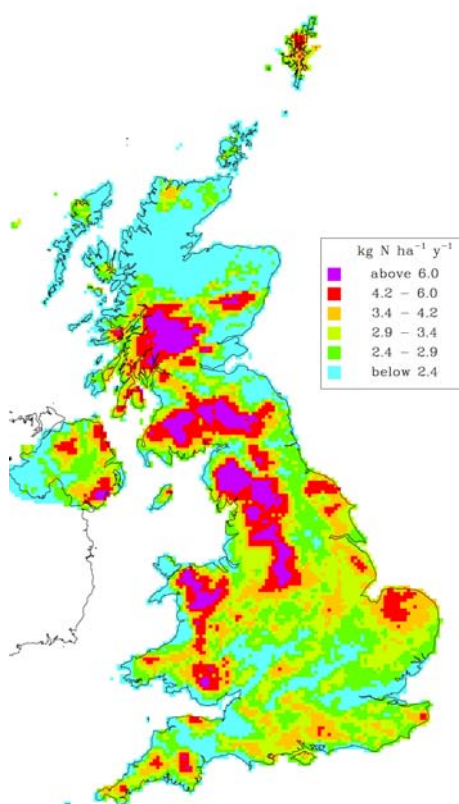 kg N ha⁻¹ y⁻¹
above 6.0
4.2 – 6.0
3.4 – 4.2
2.9 – 3.4
2.4 – 2.9
below 2.4